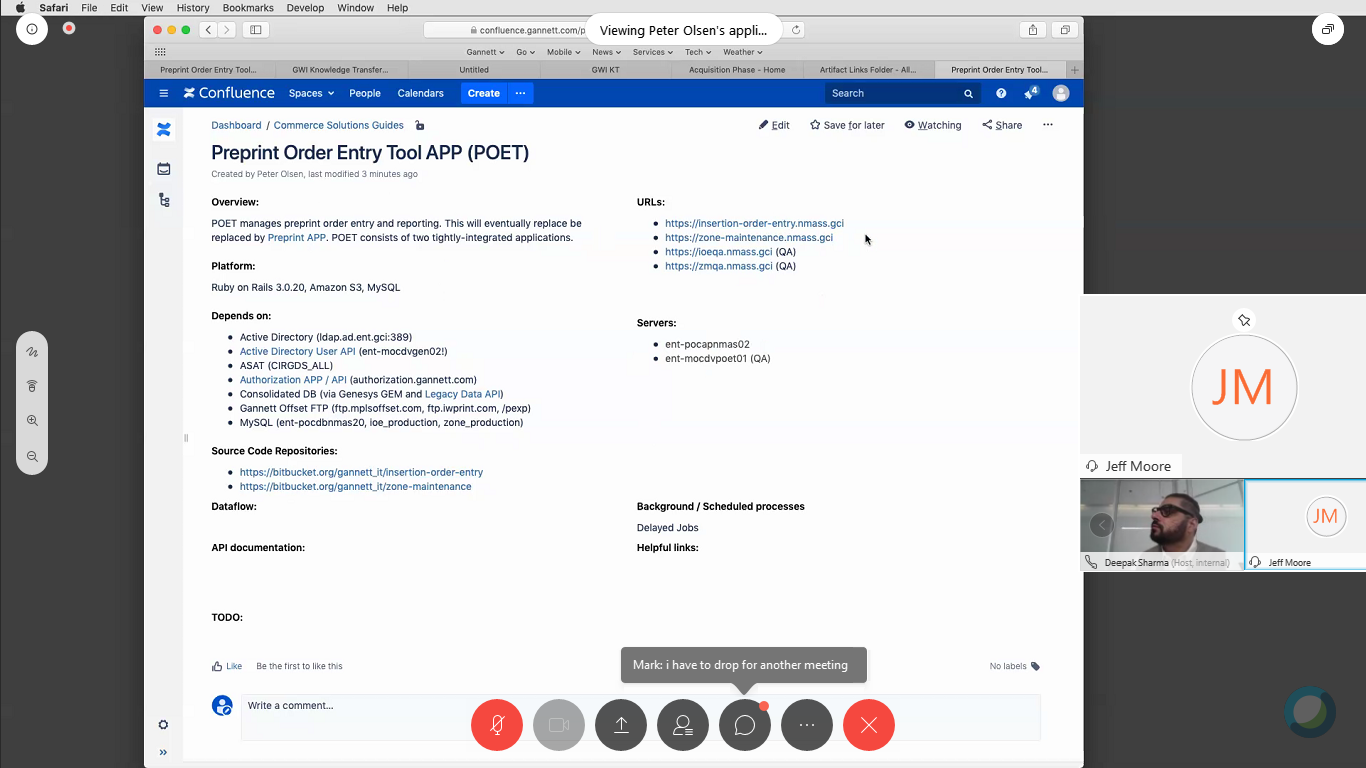 Safari File Edit View History Bookmarks Develop Window Help
confluence.gannett.com/p
Viewing Peter Olsen's appli...
Gannett Go Mobile News Services Tech Weather
Preprint Order Entry Tool... GWI Knowledge Transfer... Untitled GWI KT Acquisition Phase - Home Artifact Links Folder - All... Preprint Order Entry Tool...
Confluence Spaces People Calendars Create ... Search 4
Dashboard / Commerce Solutions Guides
Edit Save for later Watching Share ...
Preprint Order Entry Tool APP (POET)
Created by Peter Olsen, last modified 3 minutes ago
Overview:
POET manages preprint order entry and reporting. This will eventually replace be
replaced by Preprint APP. POET consists of two tightly-integrated applications.
Platform:
Ruby on Rails 3.0.20, Amazon S3, MySQL
Depends on:
• Active Directory (ldap.ad.ent.gci:389)
• Active Directory User API (ent-mocdvgen02!)
• ASAT (CIRGDS_ALL)
• Authorization APP / API (authorization.gannett.com)
• Consolidated DB (via Genesys GEM and Legacy Data API)
• Gannett Offset FTP (ftp.mplsoffset.com, ftp.iwprint.com, /pexp)
• MySQL (ent-pocdbnmas20, ioe_production, zone_production)
Source Code Repositories:
• https://bitbucket.org/gannett_it/insertion-order-entry
• https://bitbucket.org/gannett_it/zone-maintenance
Dataflow:
API documentation:
TODO:
URLs:
• https://insertion-order-entry.nmass.gci
• https://zone-maintenance.nmass.gci
• https://ioeqa.nmass.gci (QA)
• https://zmqa.nmass.gci (QA)
Servers:
• ent-pocapnmas02
• ent-mocdvpoet01 (QA)
Background / Scheduled processes
Delayed Jobs
Helpful links:
Like Be the first to like this
No labels
Write a comment...
Mark: i have to drop for another meeting
JM
Jeff Moore
Deepak Sharma (Host, internal)
JM
Jeff Moore